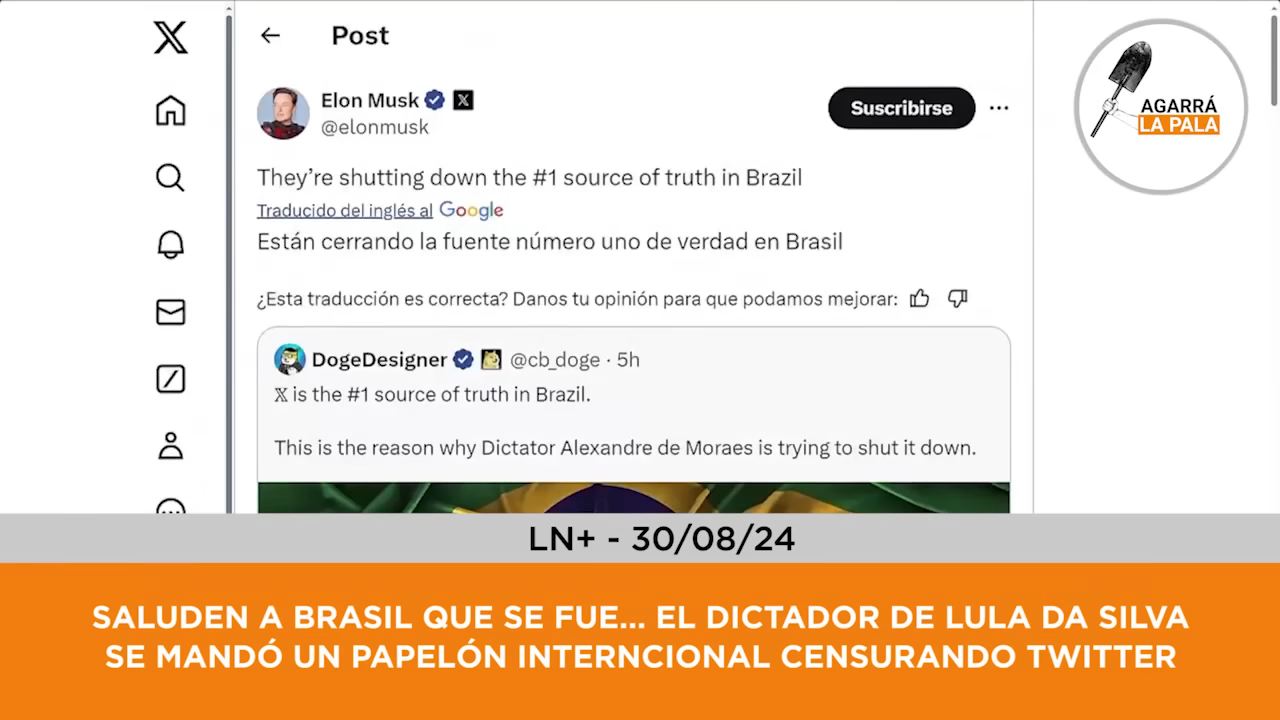 Post
Elon Musk
@elonmusk
Suscribirse
They're shutting down the #1 source of truth in Brazil
Traducido del inglés al Google
Están cerrando la fuente número uno de verdad en Brasil
¿Esta traducción es correcta? Danos tu opinión para que podamos mejorar:
DogeDesigner @cb_doge · 5h
X is the #1 source of truth in Brazil.
This is the reason why Dictator Alexandre de Moraes is trying to shut it down.
AGARRÁ
LA PALA
LN+ - 30/08/24
SALUDEN A BRASIL QUE SE FUE... EL DICTADOR DE LULA DA SILVA
SE MANDÓ UN PAPELÓN INTERNCIONAL CENSURANDO TWITTER